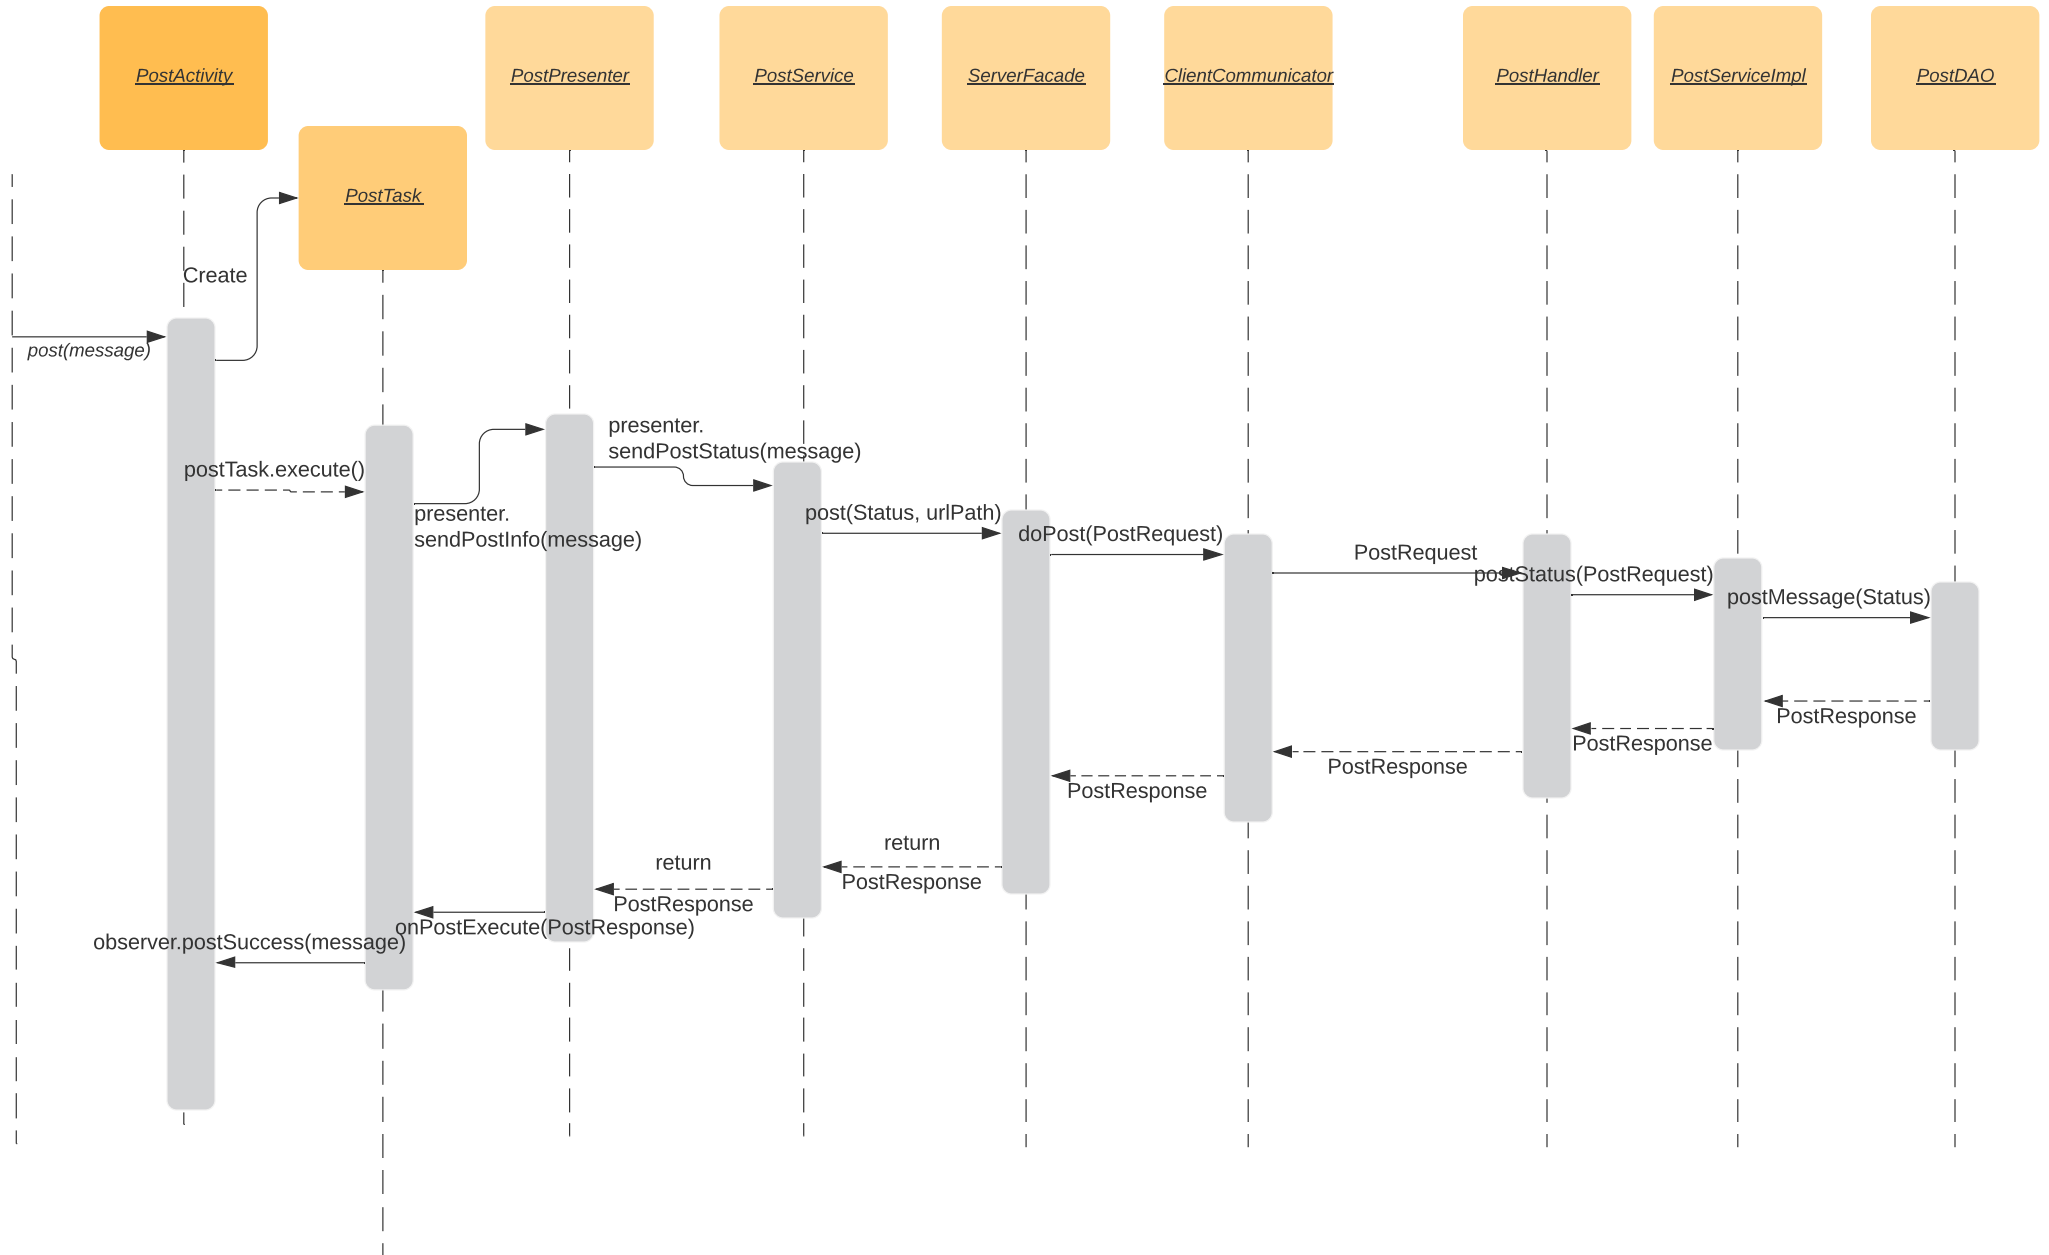 PostActivity
PostPresenter
PostService
ServerFacade
ClientCommunicator
PostHandler
PostServiceImpl
PostDAO
PostTask
Create
post(message)
presenter.
sendPostStatus(message)
postTask.execute()
presenter.
sendPostInfo(message)
post(Status, urlPath)
doPost(PostRequest)
PostRequest
postStatus(PostRequest)
postMessage(Status)
PostResponse
PostResponse
PostResponse
PostResponse
return
PostResponse
return
PostResponse
onPostExecute(PostResponse)
observer.postSuccess(message)